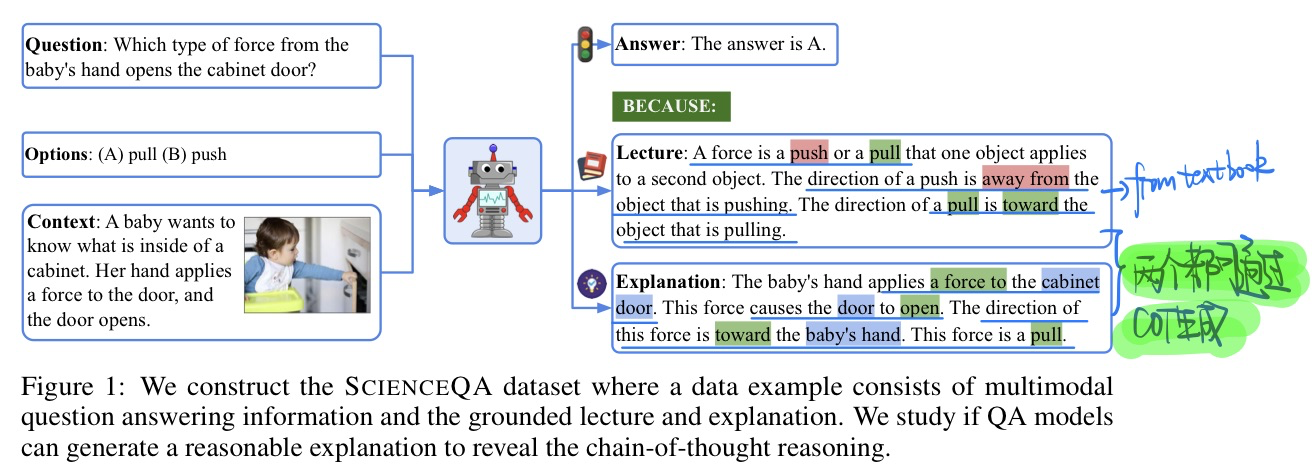 Question: Which type of force from the
baby's hand opens the cabinet door?
Options: (A) pull (B) push
Context: A baby wants to
know what is inside of a
cabinet. Her hand applies
a force to the door, and
the door opens.
Answer: The answer is A.
BECAUSE:
Lecture: A force is a push or a pull that one object applies
to a second object. The direction of a push is away from the
object that is pushing. The direction of a pull is toward the
object that is pulling.
from textbook
Explanation: The baby's hand applies a force to the cabinet
door. This force causes the door to open. The direction of
this force is toward the baby's hand. This force is a pull.
两个都通过
COT生成
Figure 1: We construct the SCIENCEQA dataset where a data example consists of multimodal
question answering information and the grounded lecture and explanation. We study if QA models
can generate a reasonable explanation to reveal the chain-of-thought reasoning.